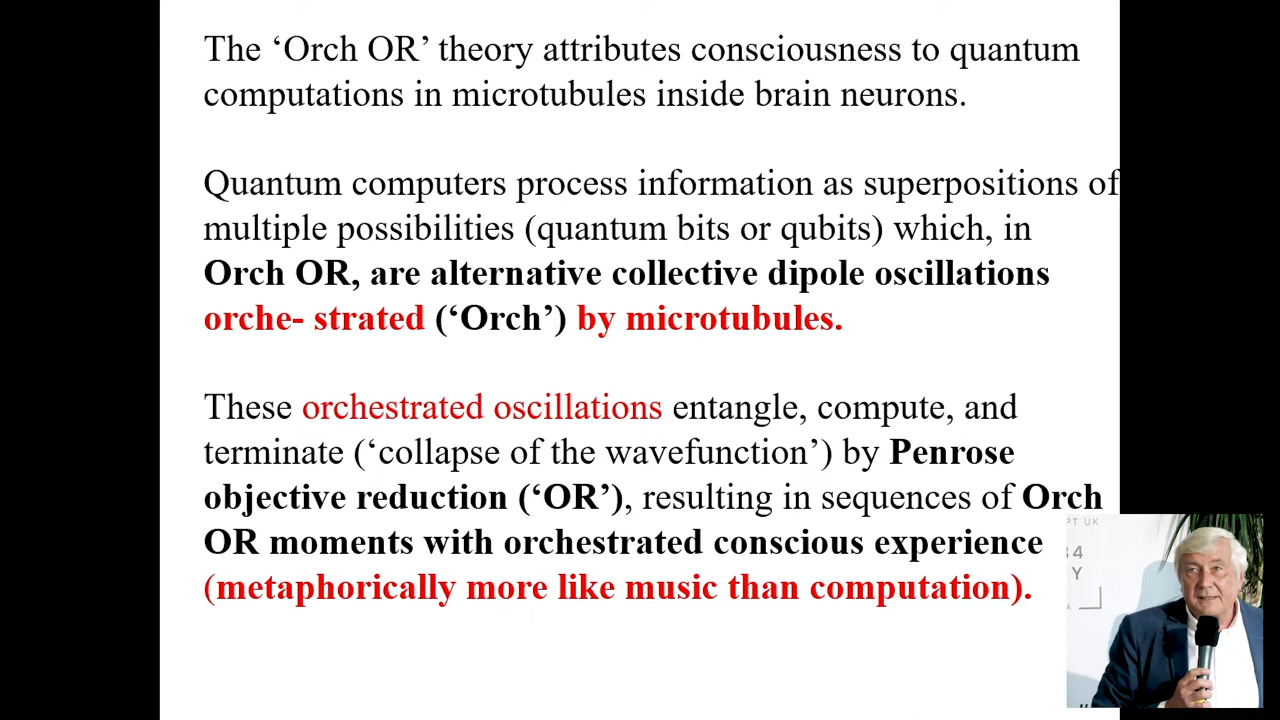 The ‘Orch OR’ theory attributes consciousness to quantum
computations in microtubules inside brain neurons.
Quantum computers process information as superpositions of
multiple possibilities (quantum bits or qubits) which, in
Orch OR, are alternative collective dipole oscillations
orche- strated (‘Orch’) by microtubules.
These orchestrated oscillations entangle, compute, and
terminate (‘collapse of the wavefunction’) by Penrose
objective reduction (‘OR’), resulting in sequences of Orch
OR moments with orchestrated conscious experience
(metaphorically more like music than computation).
PT UK
34
Y
A